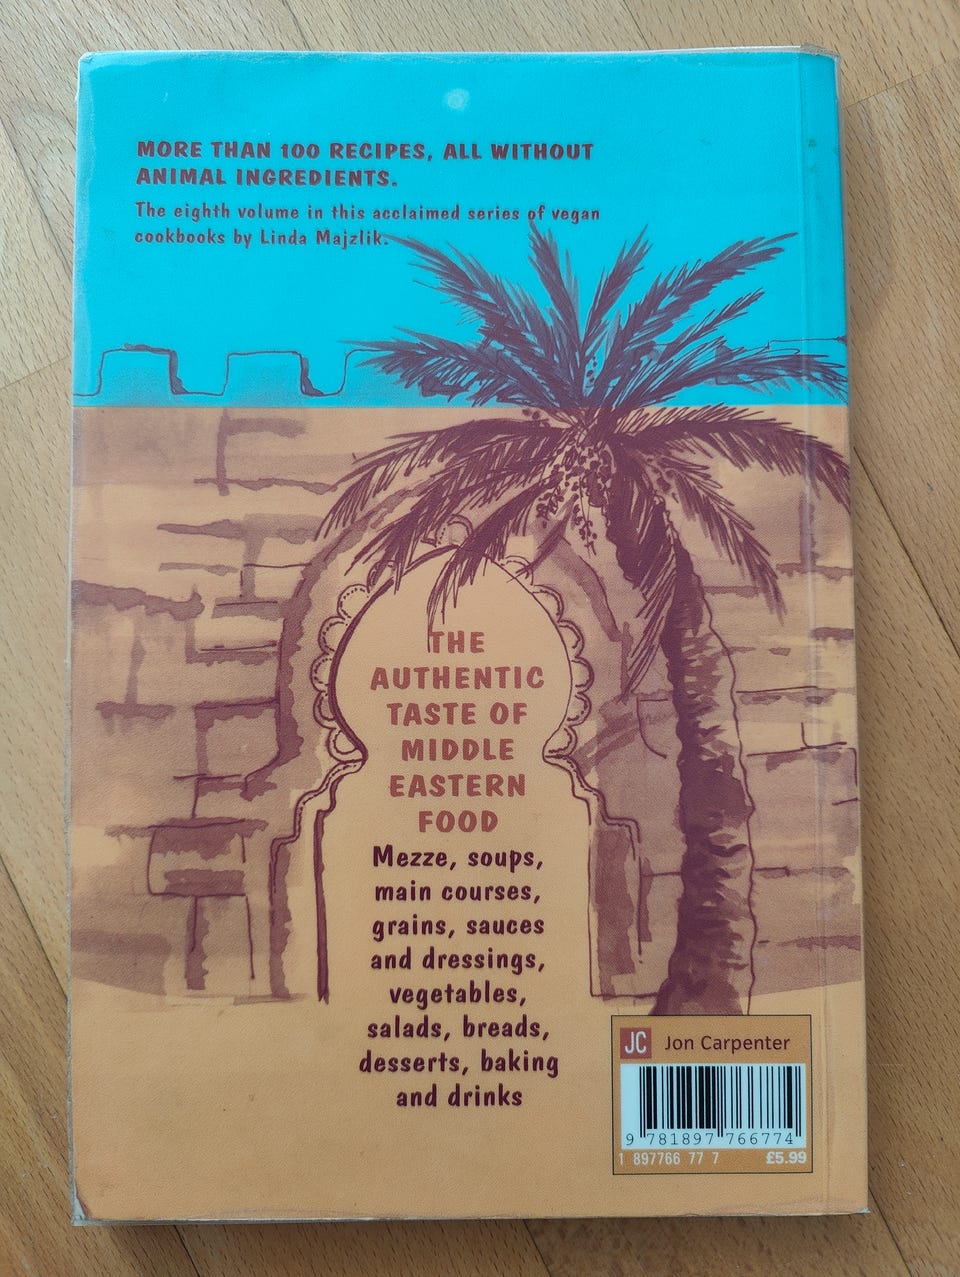 MORE THAN 100 RECIPES, ALL WITHOUT
ANIMAL INGREDIENTS.
The eighth volume in this acclaimed series of vegan
cookbooks by Linda Majzlik.
THE
AUTHENTIC
TASTE OF
MIDDLE
EASTERN
FOOD
Mezze, soups,
main courses,
grains, sauces
and dressings,
vegetables,
salads, breads,
desserts, baking
and drinks
JC Jon Carpenter
9 781897 766774
1 897766 77 7 £5.99